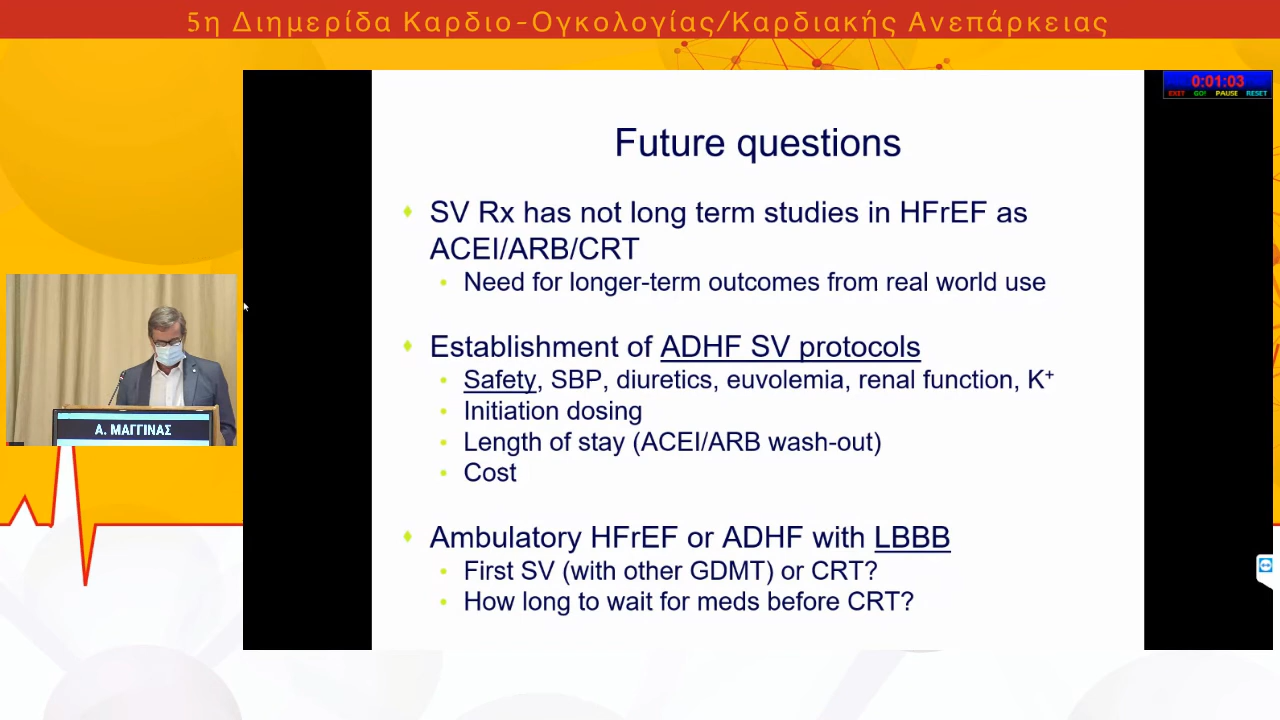 5η Διημερίδα Καρδιο-Ογκολογίας/Καρδιακής Ανεπάρκειας
0:01:03
EXIT GO! PAUSE RESET
Future questions
SV Rx has not long term studies in HFrEF as
ACEI/ARB/CRT
Need for longer-term outcomes from real world use
Establishment of ADHF SV protocols
Safety, SBP, diuretics, euvolemia, renal function, K⁺
Initiation dosing
Length of stay (ACEI/ARB wash-out)
Cost
Ambulatory HFrEF or ADHF with LBBB
First SV (with other GDMT) or CRT?
How long to wait for meds before CRT?
Α. ΜΑΓΓΙΝΑΣ